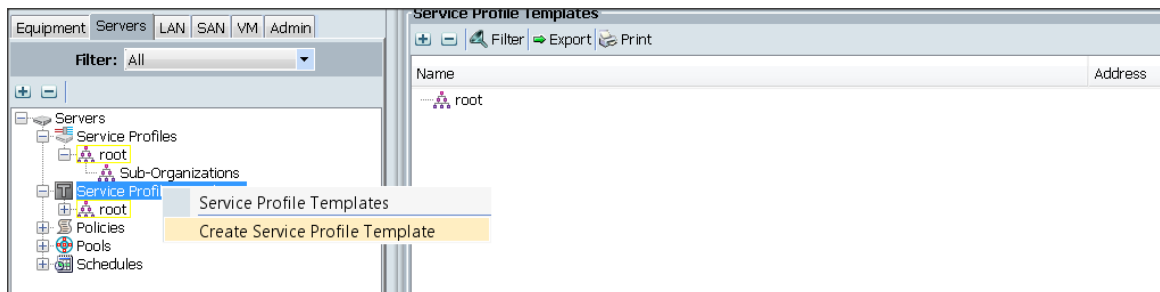 Service Profile Templates
Equipment Servers LAN SAN VM Admin
Filter Export Print
Filter: All
Name Address
root
Servers
Service Profiles
root
Sub-Organizations
Service Profil
Service Profile Templates
root
Create Service Profile Template
Policies
Pools
Schedules